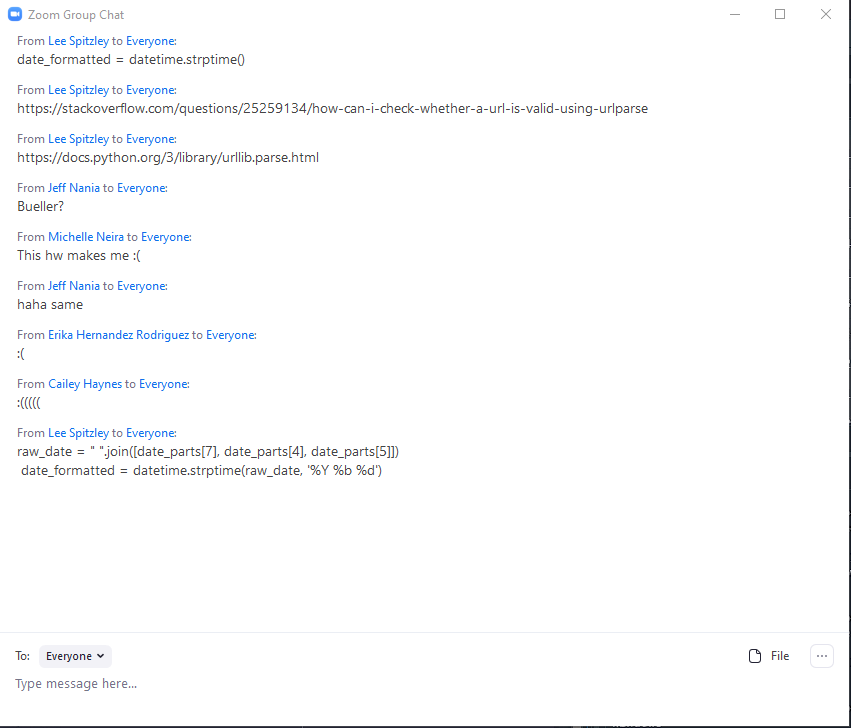 Zoom Group Chat
From Lee Spitzley to Everyone:
date_formatted = datetime.strptime()
From Lee Spitzley to Everyone:
https://stackoverflow.com/questions/25259134/how-can-i-check-whether-a-url-is-valid-using-urlparse
From Lee Spitzley to Everyone:
https://docs.python.org/3/library/urllib.parse.html
From Jeff Nania to Everyone:
Bueller?
From Michelle Neira to Everyone:
This hw makes me :(
From Jeff Nania to Everyone:
haha same
From Erika Hernandez Rodriguez to Everyone:
:(
From Cailey Haynes to Everyone:
:(((((
From Lee Spitzley to Everyone:
raw_date = " ".join([date_parts[7], date_parts[4], date_parts[5]])
date_formatted = datetime.strptime(raw_date, '%Y %b %d')
To: Everyone File ...
Type message here...